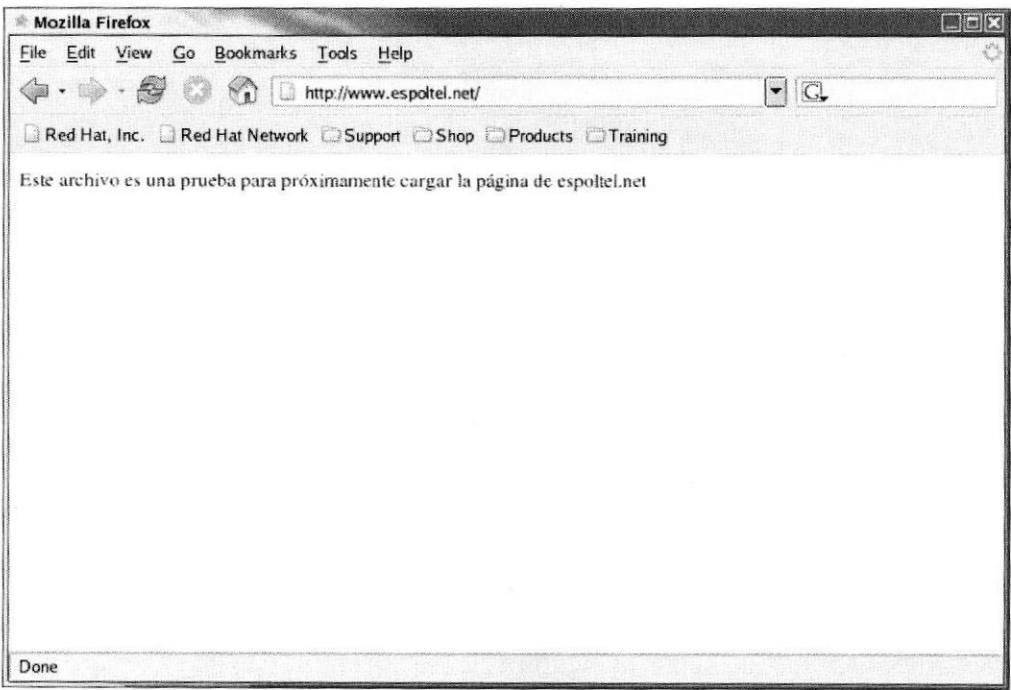 Mozilla Firefox
File Edit View Go Bookmarks Tools Help
http://www.espoltel.net/
G
Red Hat, Inc. Red Hat Network Support Shop Products Training
Este archivo es una prueba para próximamente cargar la página de espoltel.net
Done